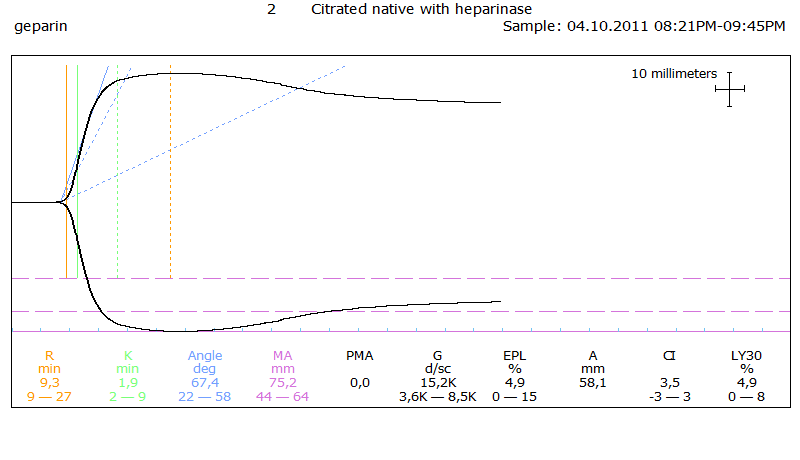 2 Citrated native with heparinase
geparin Sample: 04.10.2011 08:21PM-09:45PM
10 millimeters
R K Angle MA PMA G EPL A CI LY30
min min deg mm d/sc % mm %
9,3 1,9 67,4 75,2 0,0 15,2K 4,9 58,1 3,5 4,9
9 — 27 2 — 9 22 — 58 44 — 64 3,6K — 8,5K 0 — 15 -3 — 3 0 — 8